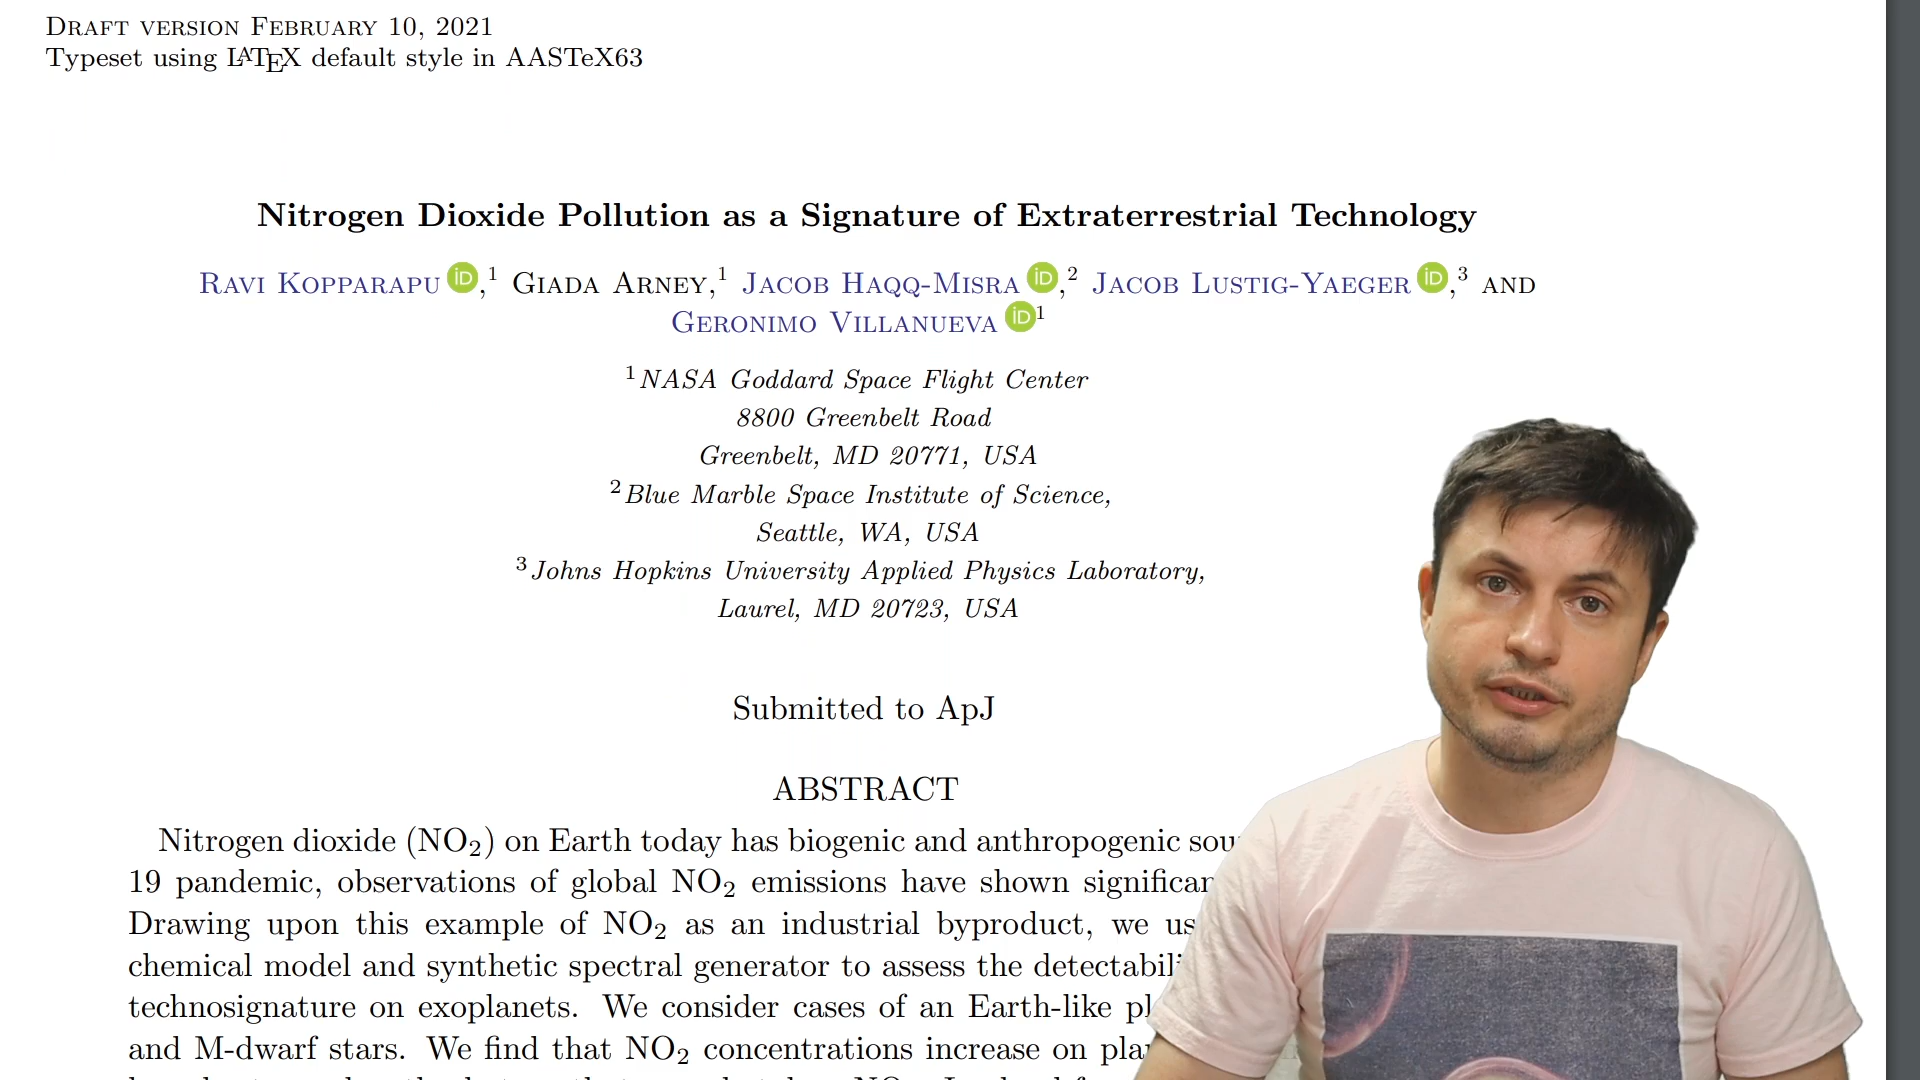 Draft version February 10, 2021
Typeset using LATEX default style in AASTeX63
Nitrogen Dioxide Pollution as a Signature of Extraterrestrial Technology
Ravi Kopparapu iD,1 Giada Arney,1 Jacob Haqq-Misra iD,2 Jacob Lustig-Yaeger iD,3 and
Geronimo Villanueva iD1
1NASA Goddard Space Flight Center
8800 Greenbelt Road
Greenbelt, MD 20771, USA
2Blue Marble Space Institute of Science,
Seattle, WA, USA
3Johns Hopkins University Applied Physics Laboratory,
Laurel, MD 20723, USA
Submitted to ApJ
ABSTRACT
Nitrogen dioxide (NO2) on Earth today has biogenic and anthropogenic sou
19 pandemic, observations of global NO2 emissions have shown significan
Drawing upon this example of NO2 as an industrial byproduct, we us
chemical model and synthetic spectral generator to assess the detectabili
technosignature on exoplanets. We consider cases of an Earth-like pl
and M-dwarf stars. We find that NO2 concentrations increase on pla